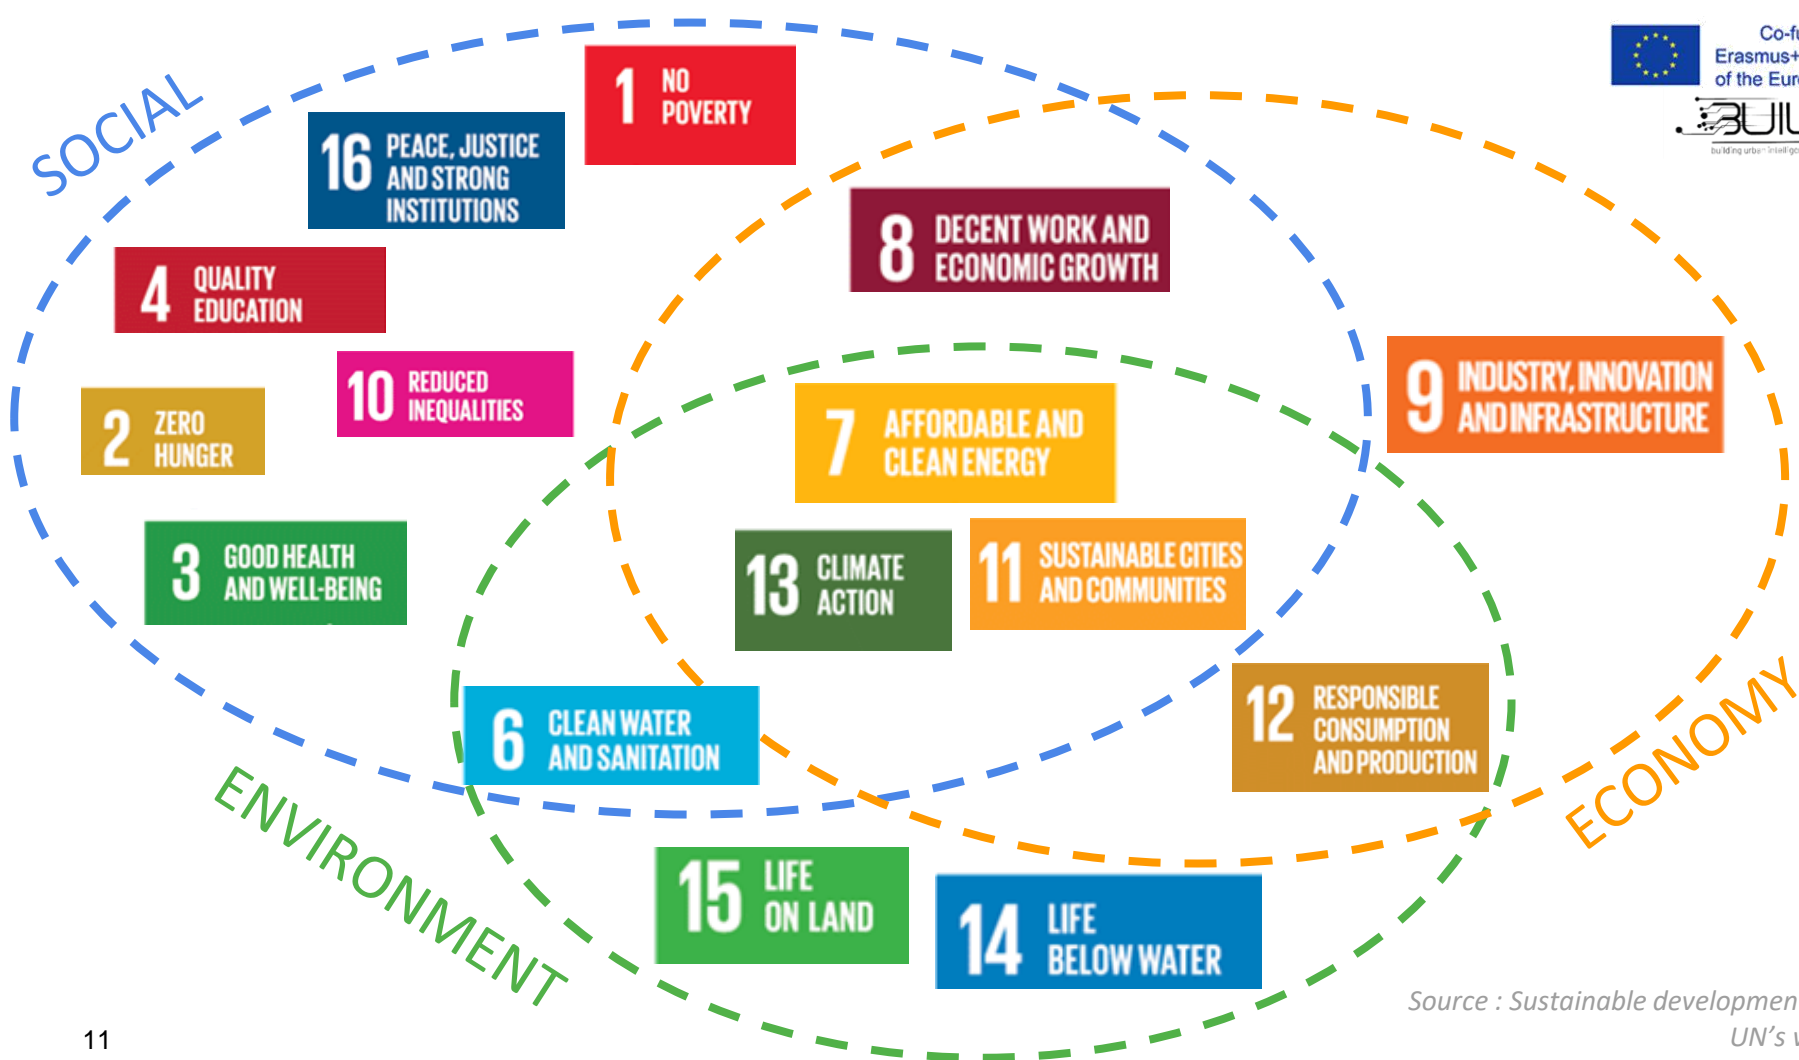 Co-fu
Erasmus+
of the Eur
BUIL
SOCIAL
1 NO
POVERTY
16 PEACE, JUSTICE
AND STRONG
INSTITUTIONS
8 DECENT WORK AND
ECONOMIC GROWTH
4 QUALITY
EDUCATION
9 INDUSTRY, INNOVATION
AND INFRASTRUCTURE
10 REDUCED
INEQUALITIES
2 ZERO
HUNGER
7 AFFORDABLE AND
CLEAN ENERGY
3 GOOD HEALTH
AND WELL-BEING
13 CLIMATE
ACTION
11 SUSTAINABLE CITIES
AND COMMUNITIES
6 CLEAN WATER
AND SANITATION
12 RESPONSIBLE
CONSUMPTION
AND PRODUCTION
ECONOMY
ENVIRONMENT
15 LIFE
ON LAND
14 LIFE
BELOW WATER
Source : Sustainable developmen
UN's v
11